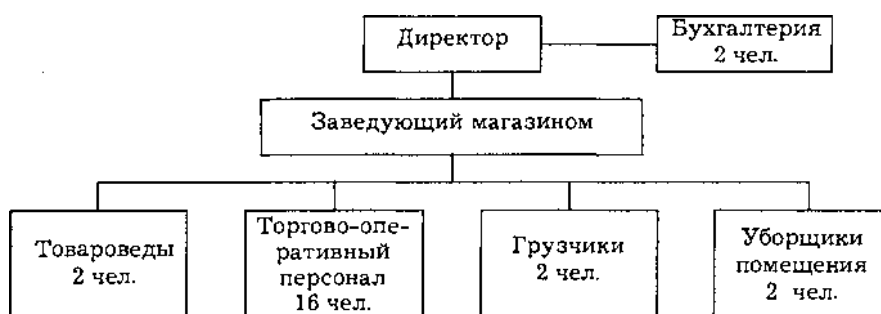 Директор
Бухгалтерия
2 чел.
Заведующий магазином
Товароведы
2 чел.
Торгово-опе-
ративный
персонал
16 чел.
Грузчики
2 чел.
Уборщики
помещения
2 чел.